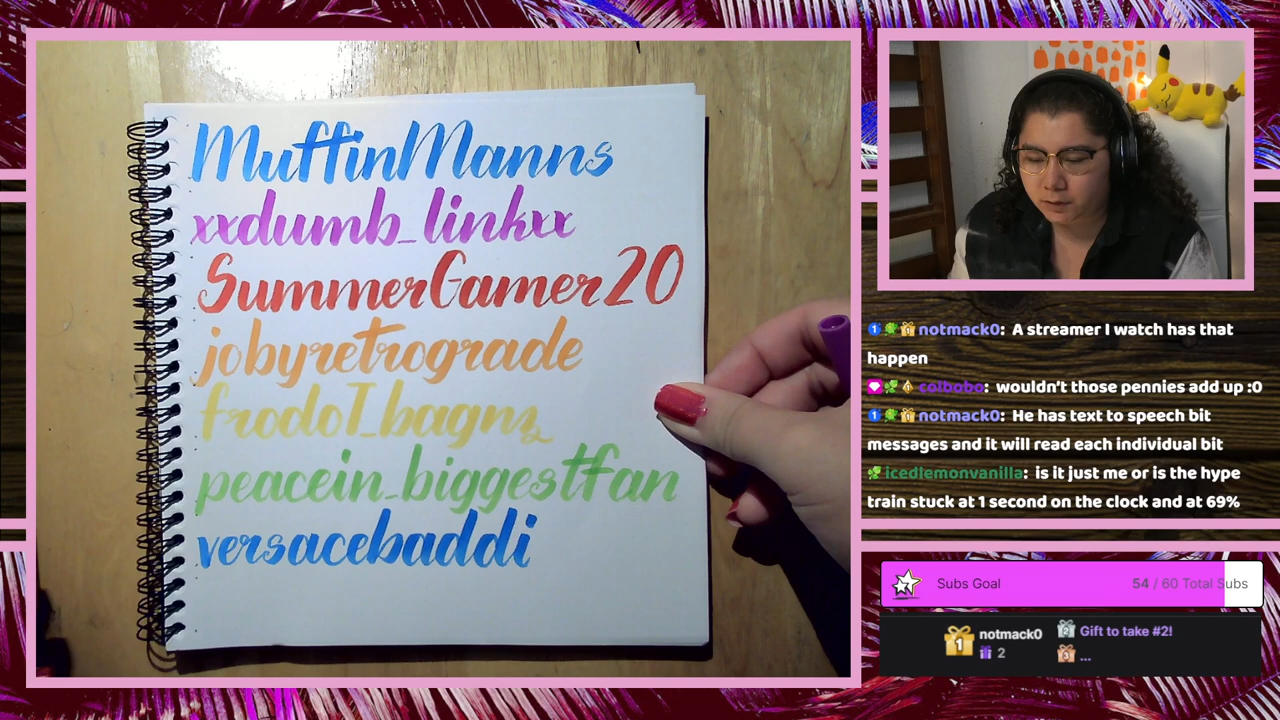 MuffinManns
xxdumb_linkxx
SummerGamer20
jobyretrograde
frodoI_bagnz
peacein_biggestfan
versacebaddi
notmack0: A streamer I watch has that
happen
colbobo: wouldn't those pennies add up :0
notmack0: He has text to speech bit
messages and it will read each individual bit
icedlemonvanilla: is it just me or is the hype
train stuck at 1 second on the clock and at 69%
Subs Goal 54 / 60 Total Subs
1 notmack0 2 Gift to take #2!
3 ...